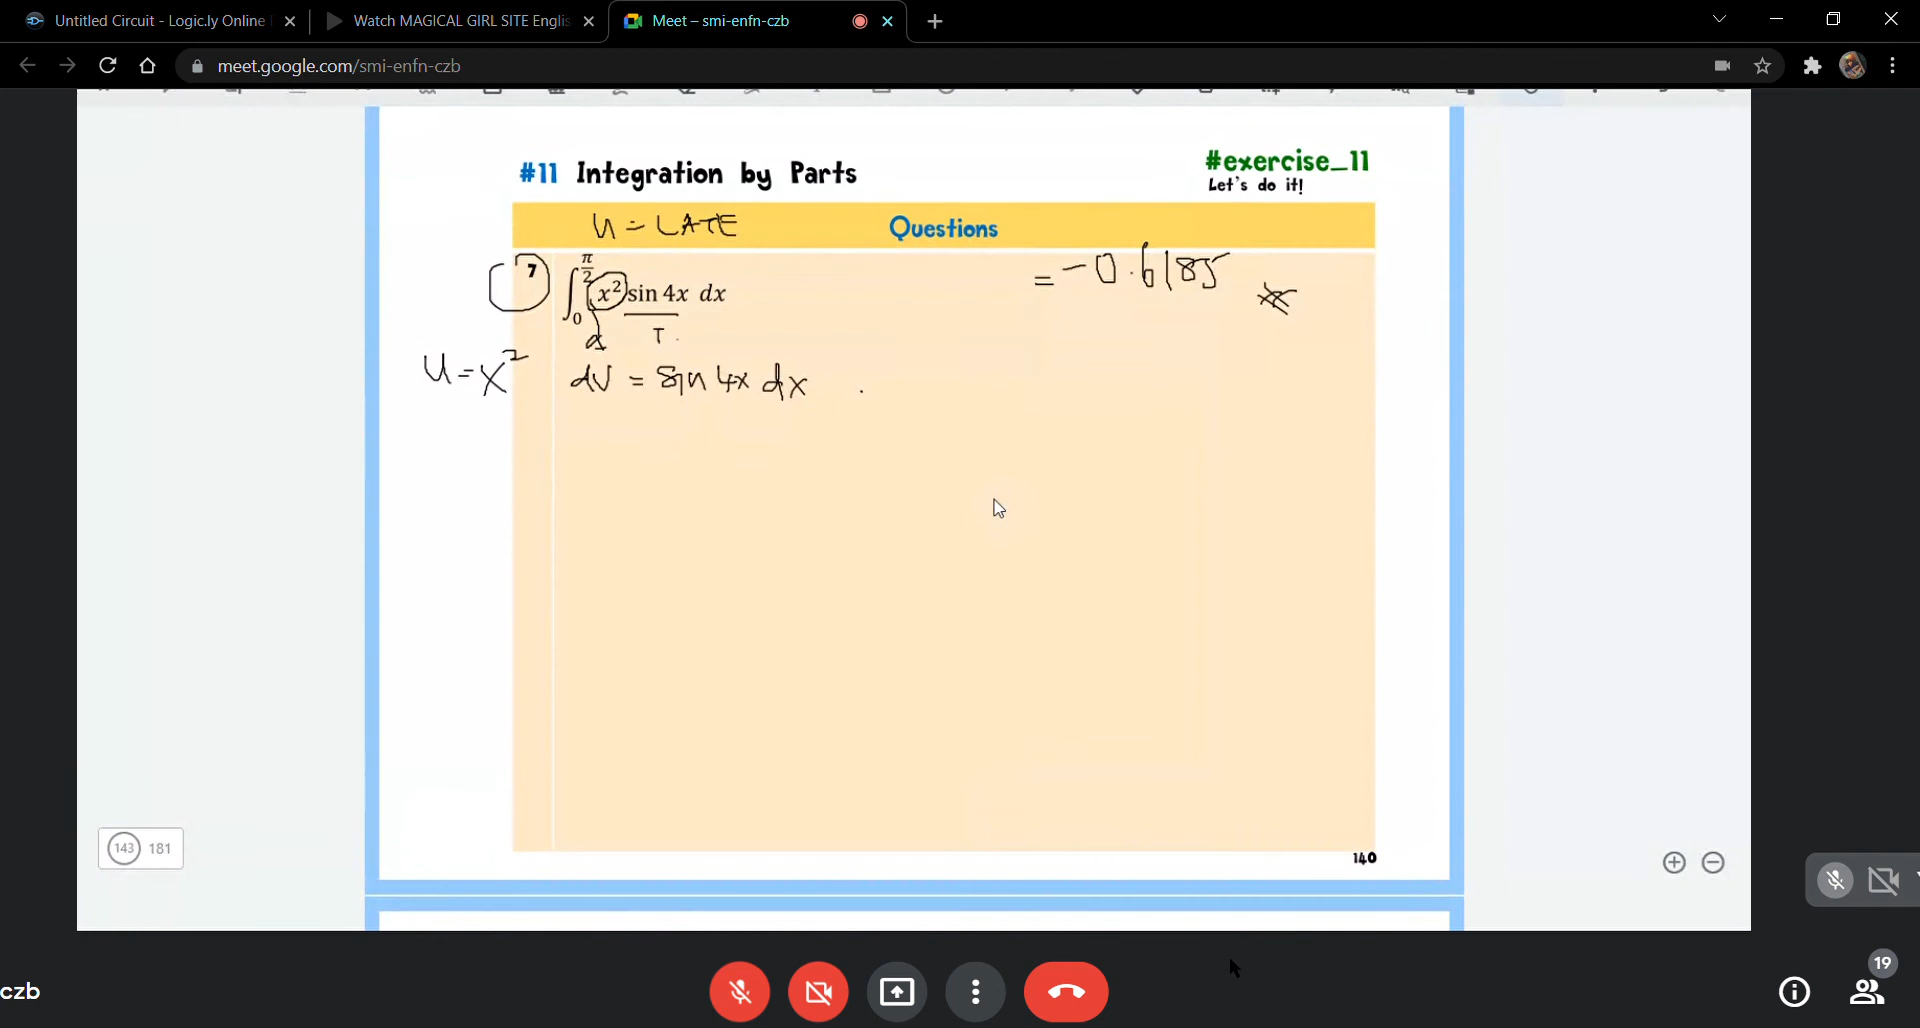 Untitled Circuit - Logic.ly Online
Watch MAGICAL GIRL SITE Englis
Meet – smi-enfn-czb
meet.google.com/smi-enfn-czb
#11 Integration by Parts
#exercise_11
Let's do it!
u = LATE
Questions
7
∫₀^(π/2) x² sin 4x dx
= -0.6185
T
u = x² dv = sin 4x dx
143 181
140
czb
19